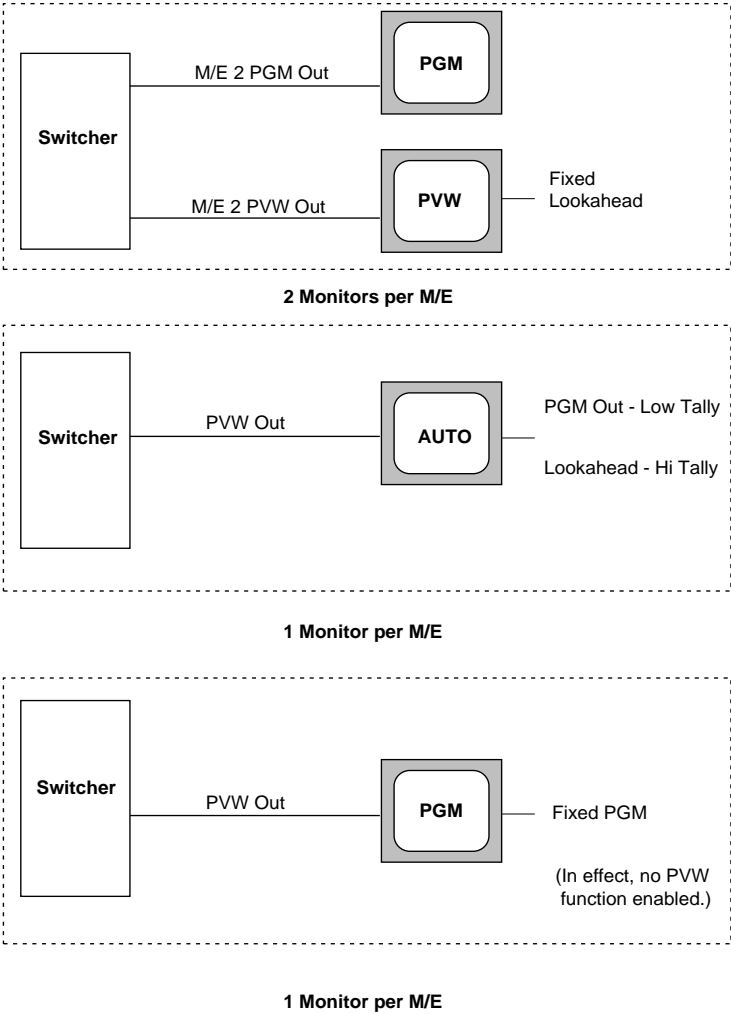 M/E 2 PGM Out
PGM
Switcher
M/E 2 PVW Out
PVW
Fixed
Lookahead
2 Monitors per M/E
Switcher
PVW Out
AUTO
PGM Out - Low Tally
Lookahead - Hi Tally
1 Monitor per M/E
Switcher
PVW Out
PGM
Fixed PGM
(In effect, no PVW
function enabled.)
1 Monitor per M/E